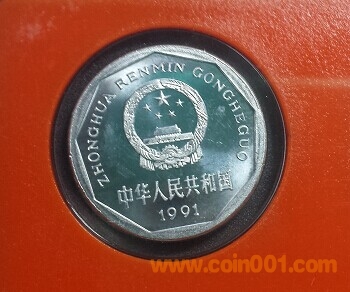 ZHONGHUA RENMIN GONGHEGUO
中华人民共和国
1991
www.coin001.com